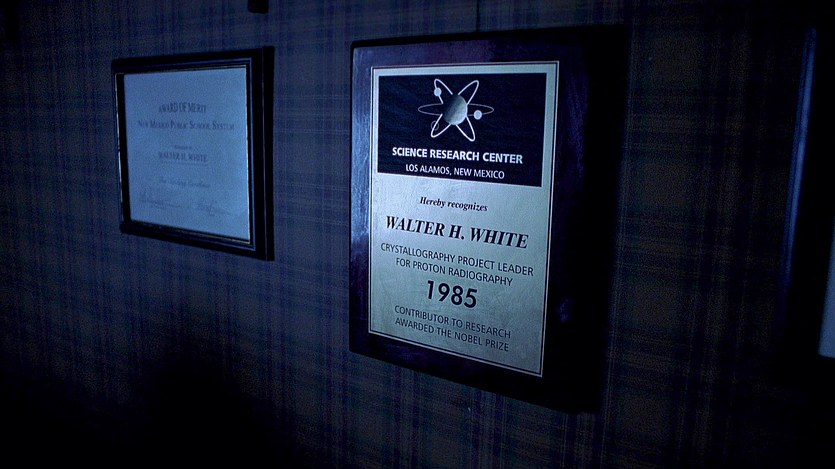 AWARD OF MERIT
NEW MEXICO PUBLIC SCHOOL SYSTEM
WALTER H. WHITE
SCIENCE RESEARCH CENTER
LOS ALAMOS, NEW MEXICO
Hereby recognizes
WALTER H. WHITE
CRYSTALLOGRAPHY PROJECT LEADER
FOR PROTON RADIOGRAPHY
1985
CONTRIBUTOR TO RESEARCH
AWARDED THE NOBEL PRIZE